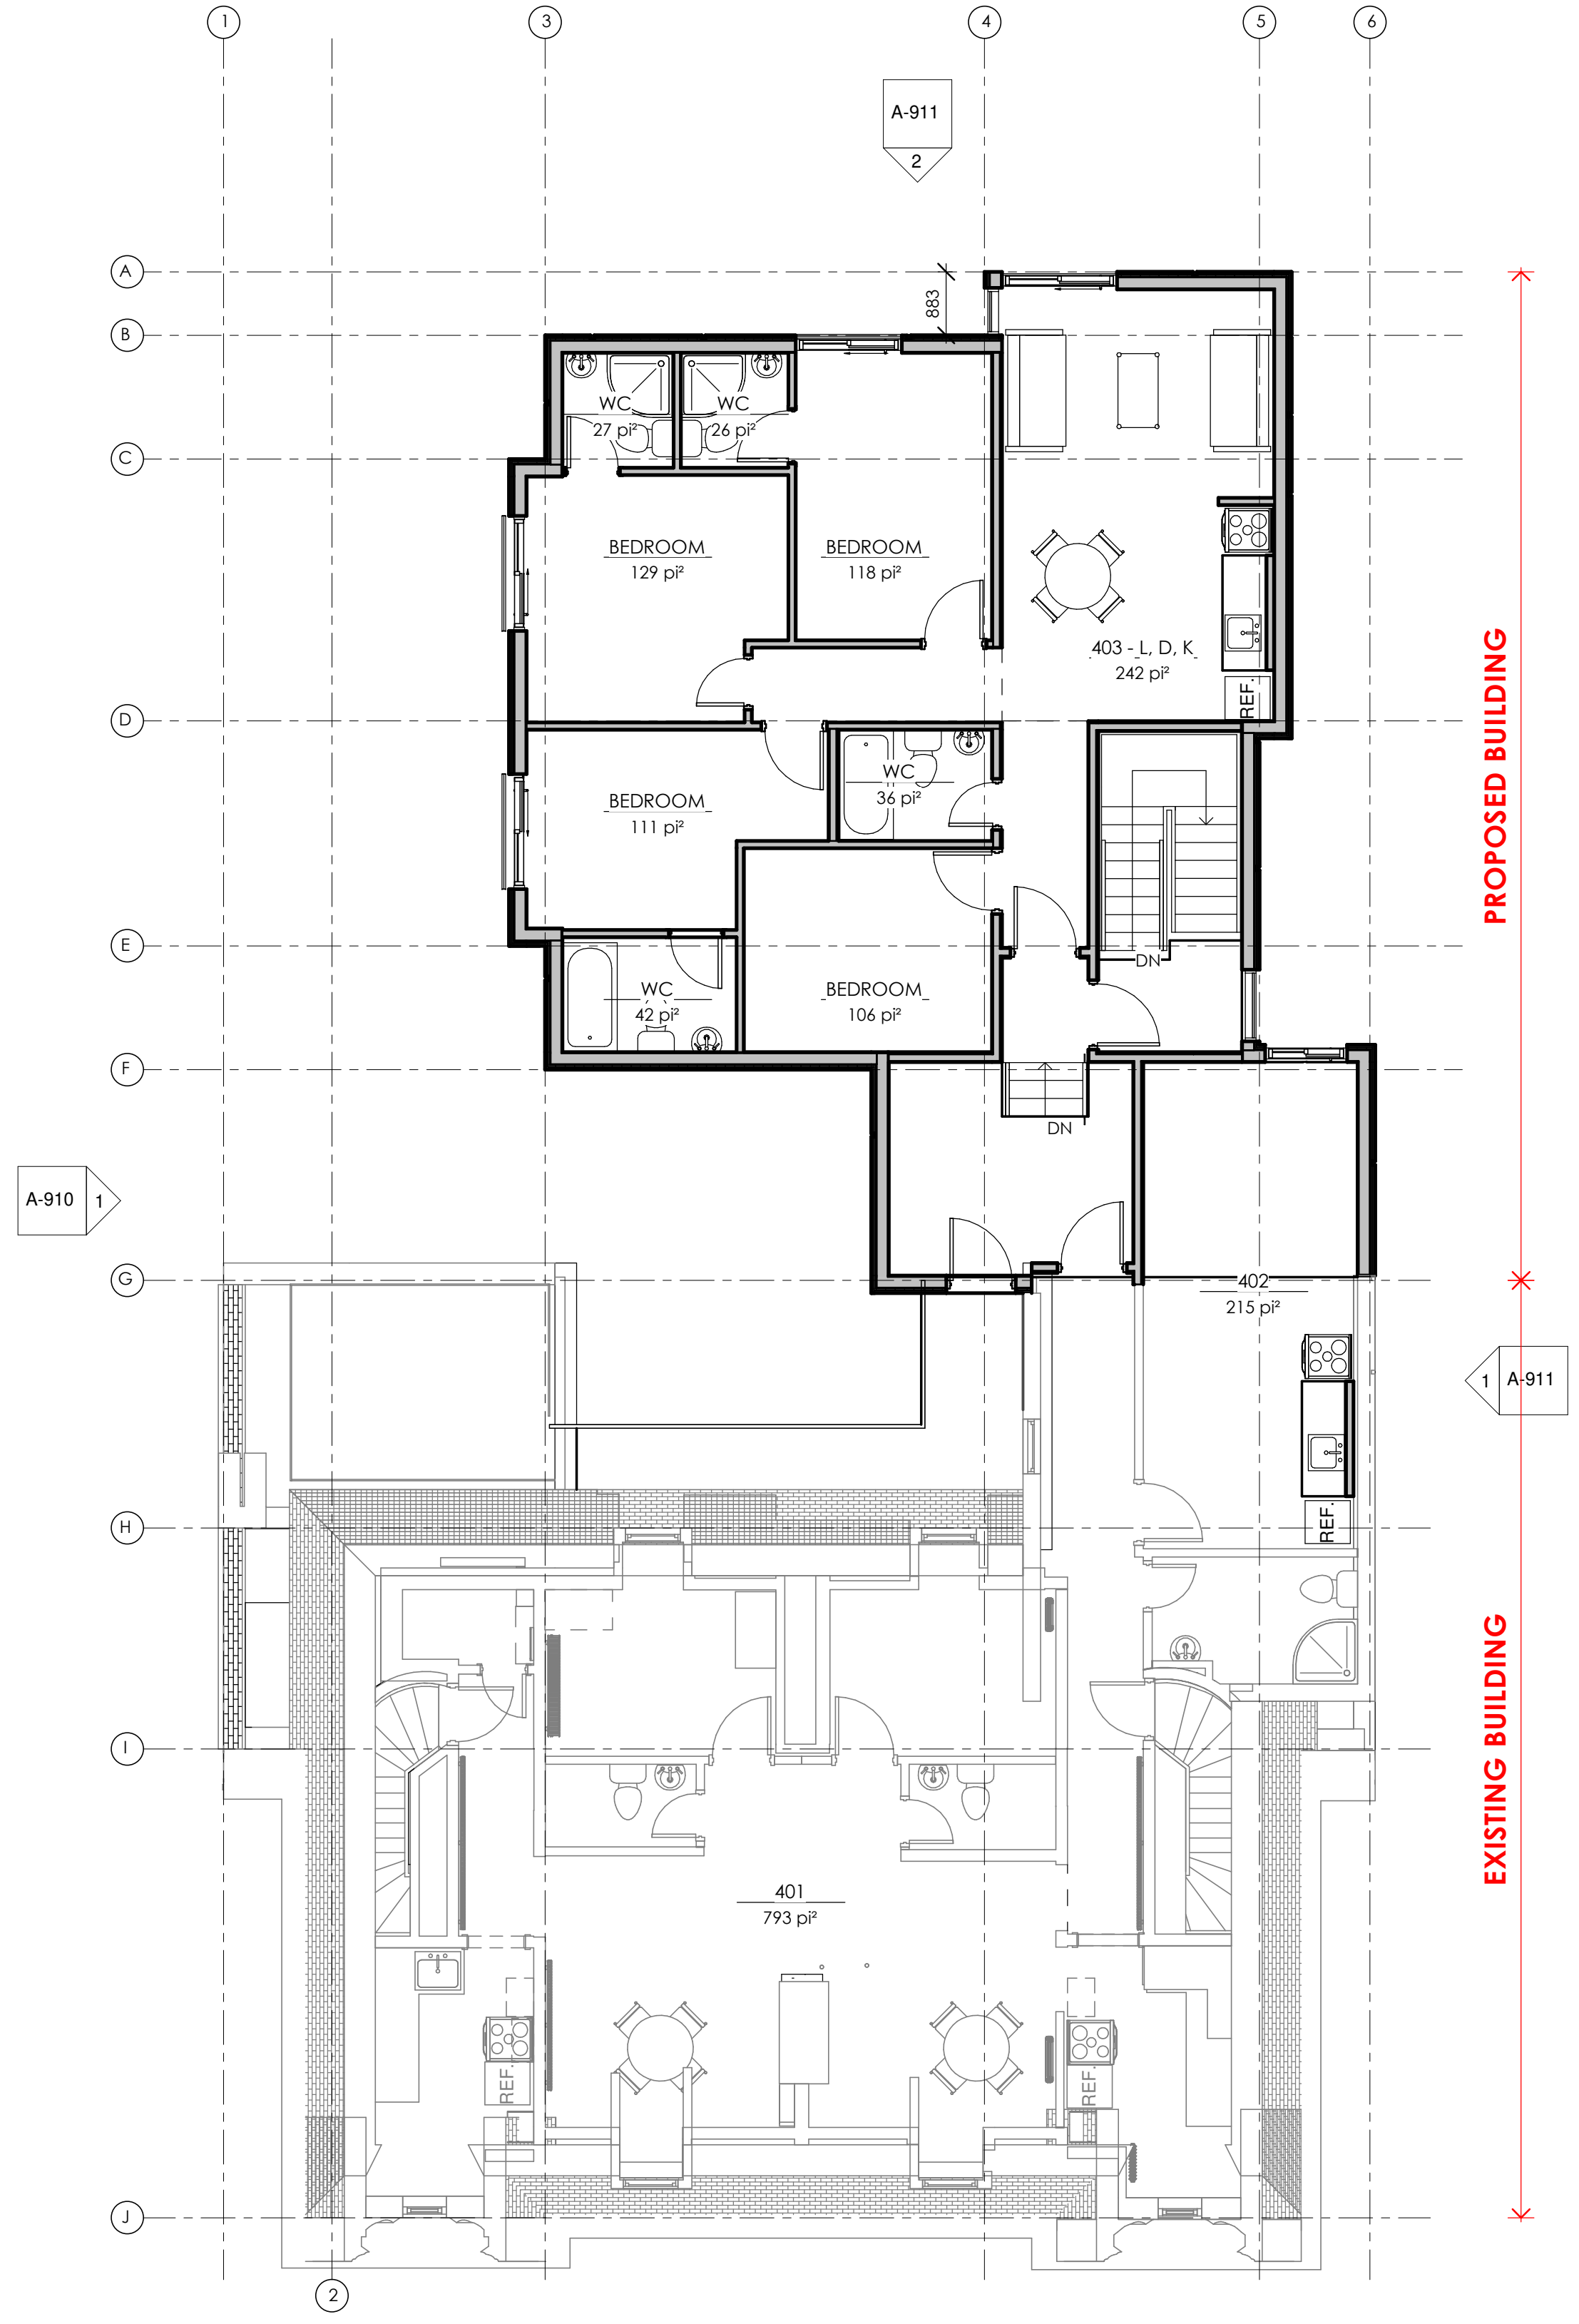 1
3
4
5
6
A-911
2
A
883
B
WC
27 pi²
WC
26 pi²
C
BEDROOM
129 pi²
BEDROOM
118 pi²
403 - L, D, K
242 pi²
REF.
PROPOSED BUILDING
D
WC
36 pi²
BEDROOM
111 pi²
E
DN
WC
42 pi²
BEDROOM
106 pi²
F
DN
A-910
1
G
402
215 pi²
1
A-911
H
REF.
EXISTING BUILDING
I
401
793 pi²
REF.
REF.
J
2